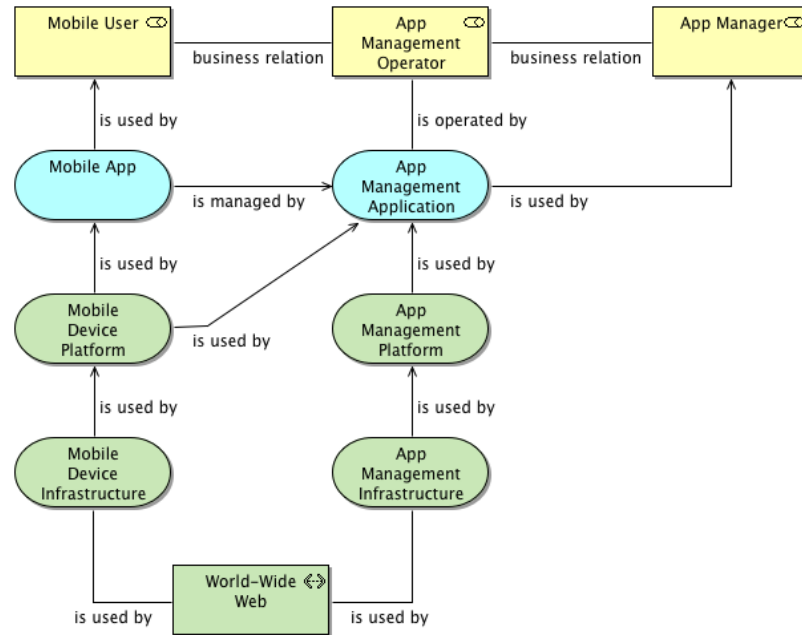 Mobile User
App
Management
Operator
App Manager
business relation
business relation
is used by
is operated by
Mobile App
App
Management
Application
is managed by
is used by
is used by
is used by
Mobile
Device
Platform
App
Management
Platform
is used by
is used by
is used by
Mobile
Device
Infrastructure
App
Management
Infrastructure
World-Wide
Web
is used by
is used by